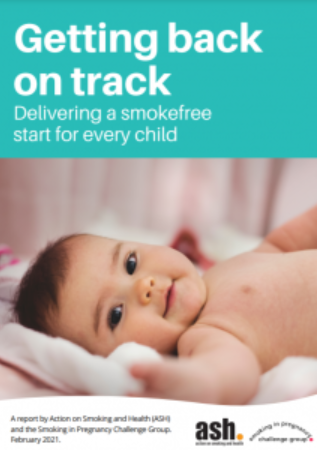 Getting back
on track
Delivering a smokefree
start for every child
A report by Action on Smoking and Health (ASH)
and the Smoking in Pregnancy Challenge Group.
February 2021.
ash.
action on smoking and health
smoking in pregnancy
challenge group